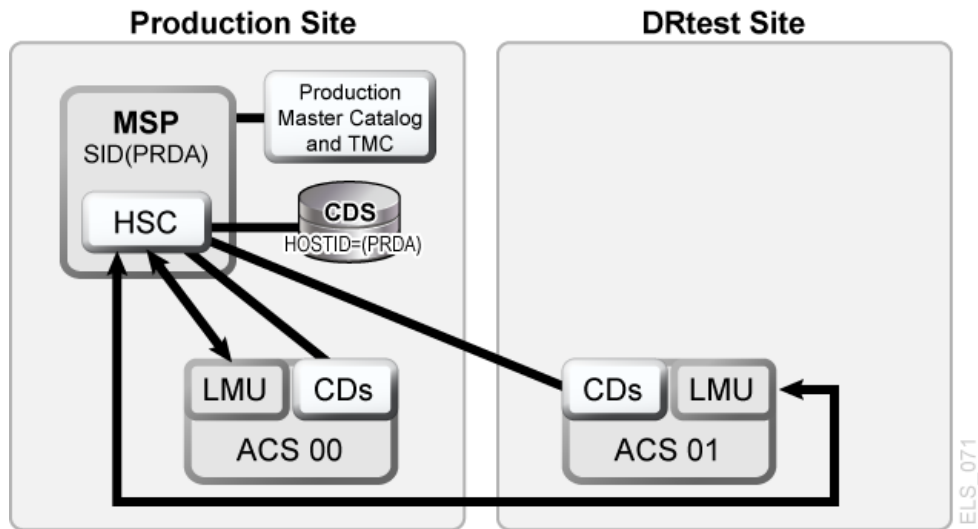 Production Site
DRtest Site
MSP
SID(PRDA)
Production
Master Catalog
and TMC
HSC
CDS
HOSTID=(PRDA)
LMU
CDs
ACS 00
CDs
LMU
ACS 01
ELS_071